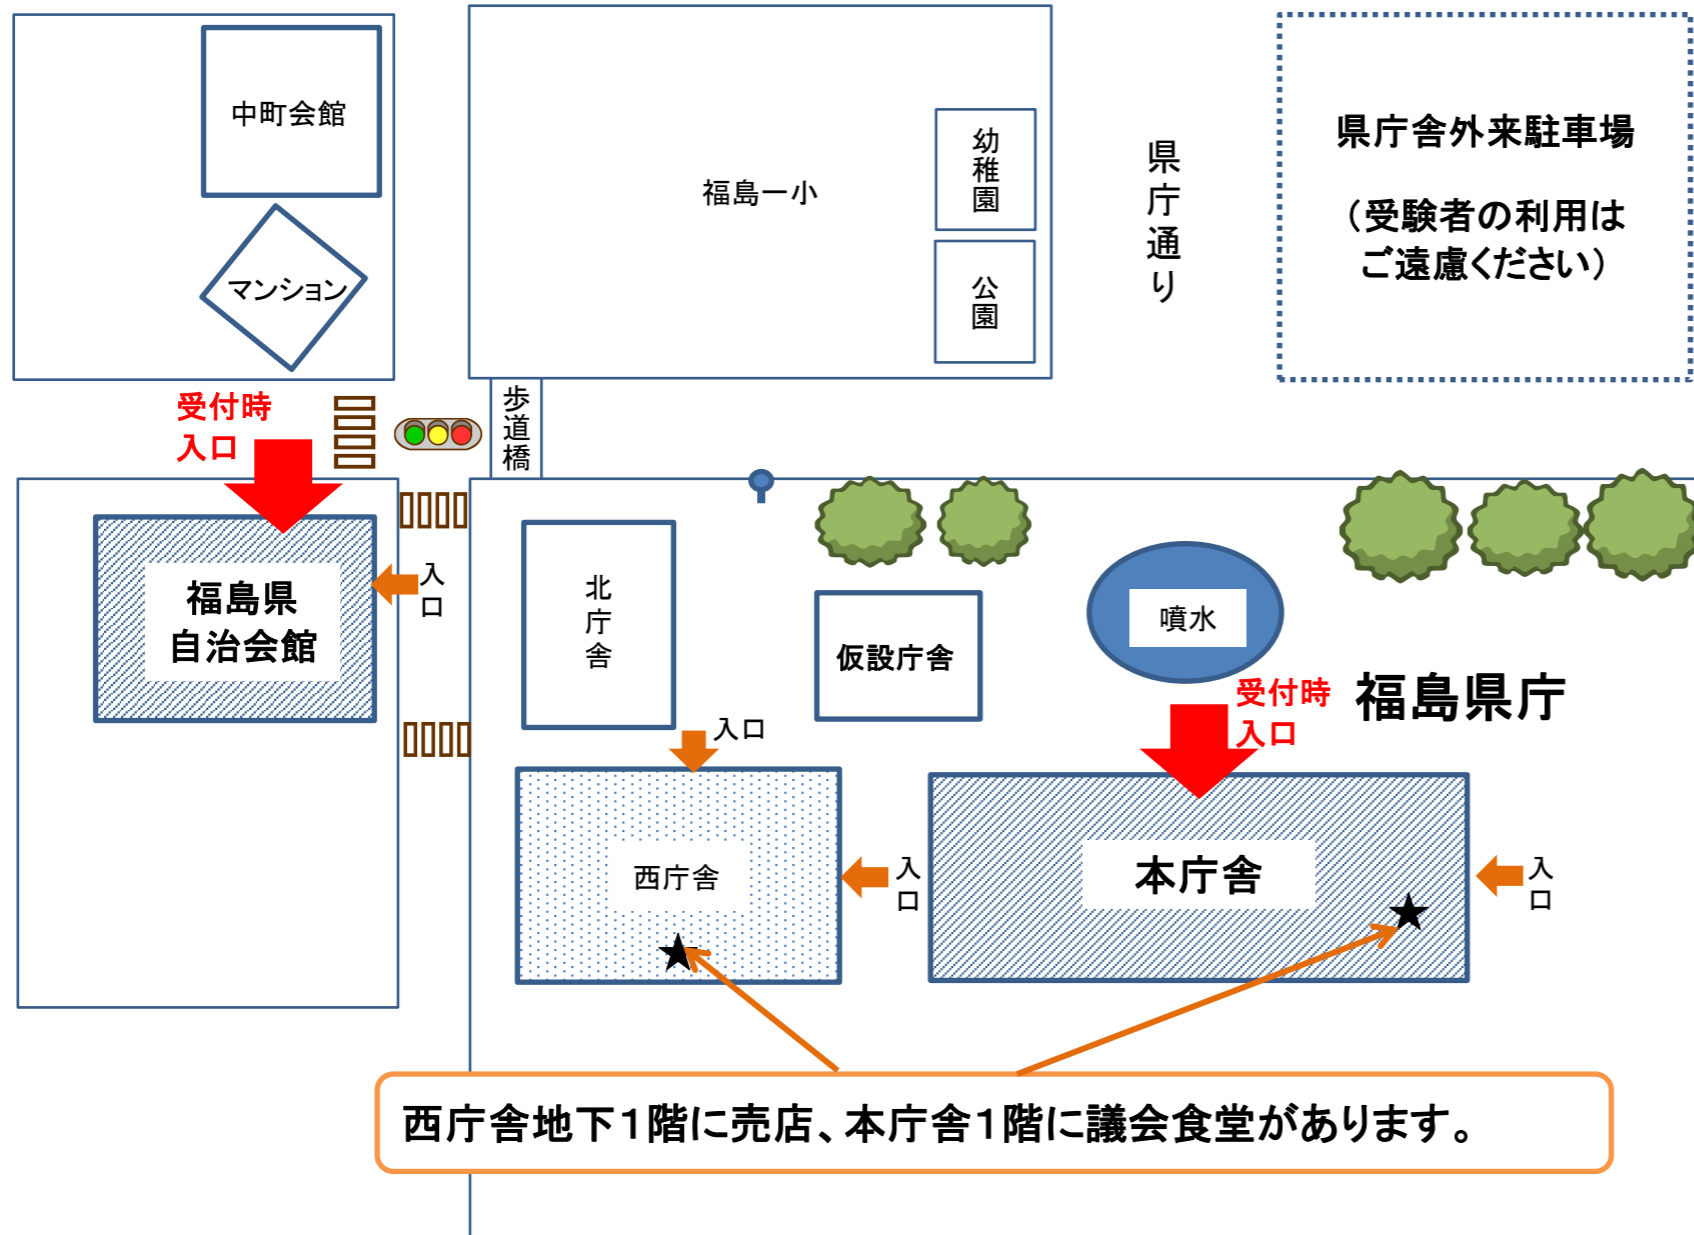 中町会館
マンション
福島一小
幼稚園
公園
県庁通り
県庁舎外来駐車場
（受験者の利用は
ご遠慮ください）
受付時
入口
歩道橋
福島県
自治会館
入口
北庁舎
仮設庁舎
噴水
福島県庁
受付時
入口
入口
西庁舎
入口
本庁舎
入口
西庁舎地下１階に売店、本庁舎１階に議会食堂があります。